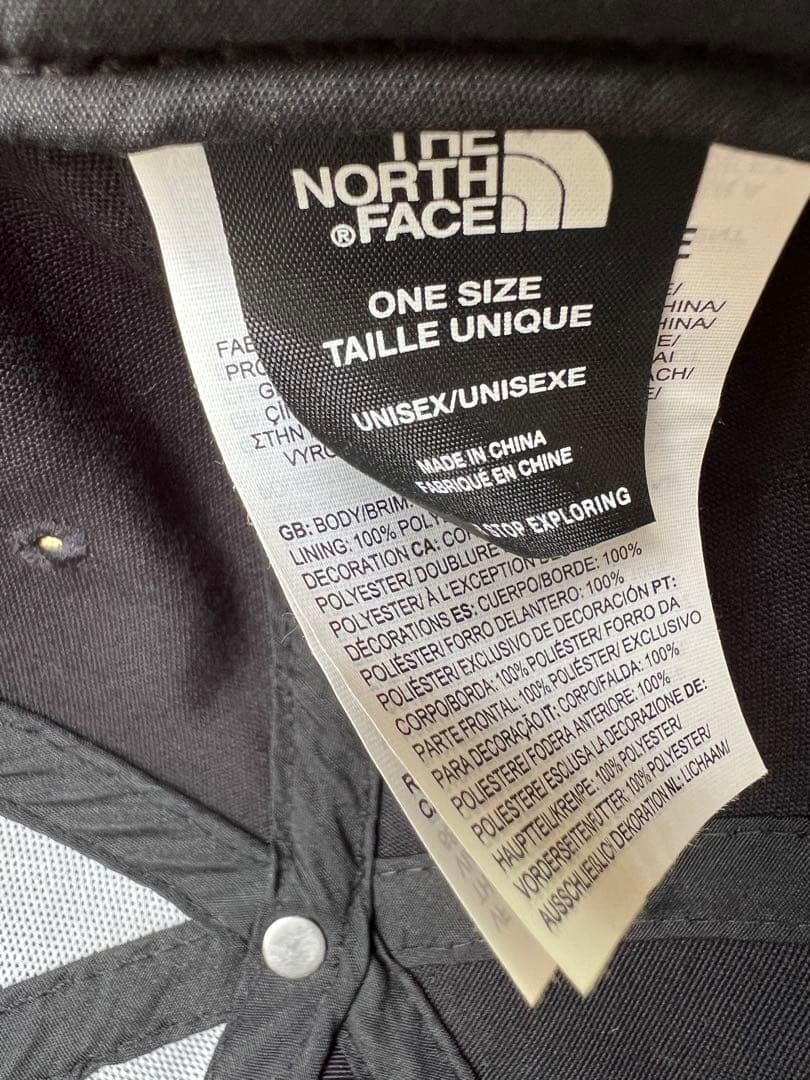 THE
NORTH
®FACE
ONE SIZE
TAILLE UNIQUE
UNISEX/UNISEXE
MADE IN CHINA
FABRIQUÉ EN CHINE
STOP EXPLORING
ΣΤΗΝ
GB: BODY/BRIM:
LINING: 100%
DECORATION CA:
POLYESTER/ DOUBLURE
POLYESTER/ À L'EXCEPTION
DÉCORATIONS ES: CUERPO/BORDE: 100%
POLIÉSTER/ FORRO DELANTERO: 100%
POLIÉSTER/ EXCLUSIVO DE DECORACIÓN PT:
CORPO/BORDA: 100% POLIÉSTER/ FORRO DA
PARTE FRONTAL: 100% POLIÉSTER/ EXCLUSIVO
PARA DECORAÇÃO IT: CORPO/FALDA: 100%
POLIESTERE/ FODERA ANTERIORE: 100%
POLIESTERE/ ESCLUSA LA DECORAZIONE DE:
HAUPTTEIL/KREMPE: 100% POLYESTER/
VORDERSEITENFUTTER: 100% POLYESTER/
AUSSCHLIEßLICH DEKORATION NL: LICHAAM/